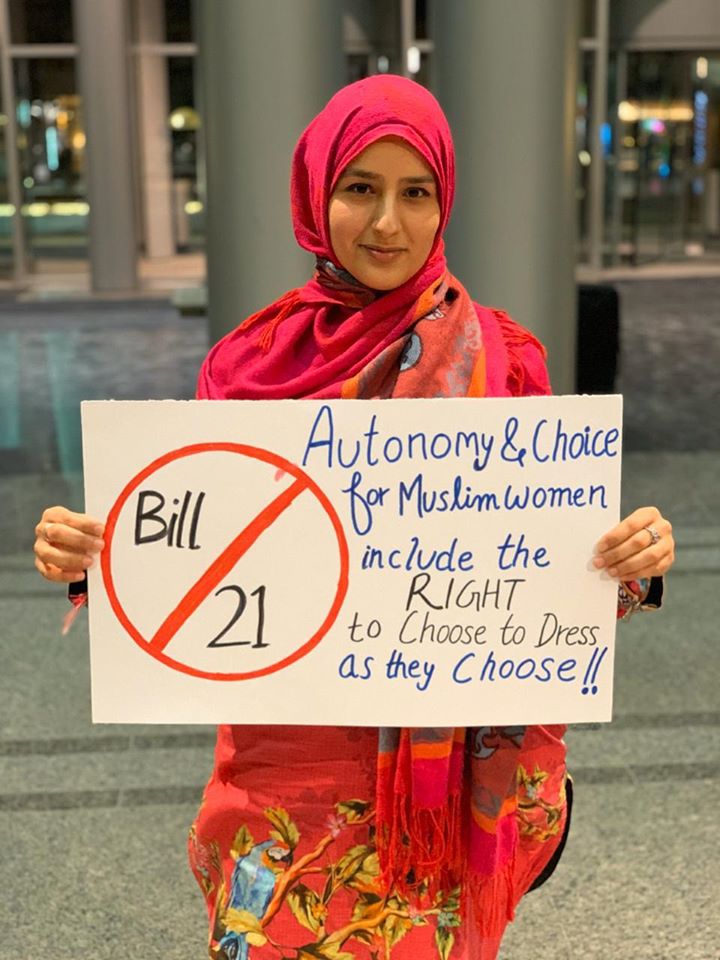 Bill
21
Autonomy & Choice
for Muslim women
include the
RIGHT
to Choose to Dress
as they Choose!!